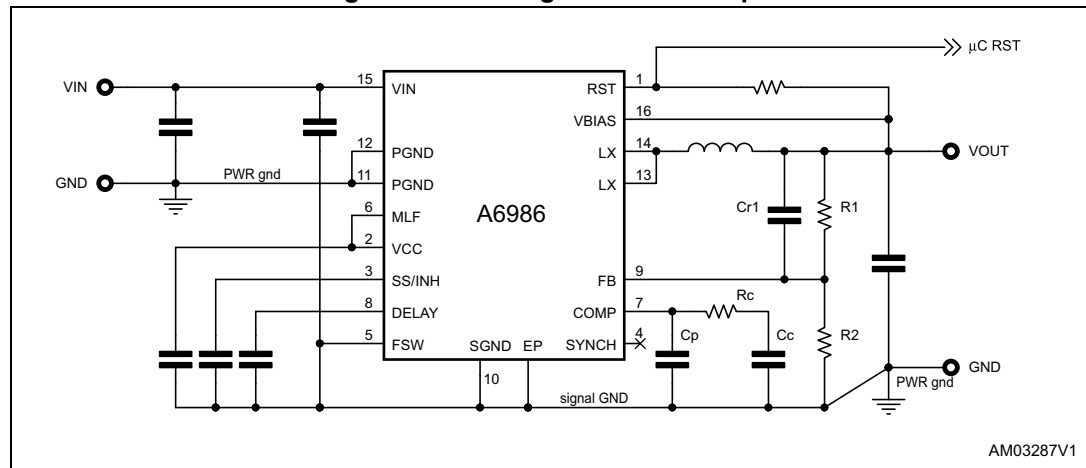 μC RST
VIN
15
VIN
RST
1
VBIAS
16
12
PGND
LX
14
VOUT
GND
PWR gnd
11
PGND
LX
13
6
MLF
A6986
Cr1
R1
2
VCC
3
SS/INH
FB
9
8
DELAY
COMP
7
Rc
5
FSW
SGND
EP
SYNCH
4
Cp
Cc
R2
10
GND
PWR gnd
signal GND
AM03287V1